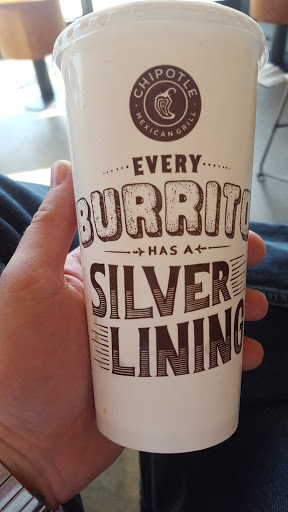 CHIPOTLE
MEXICAN GRILL
EVERY
BURRITO
HAS A
SILVER
LINING